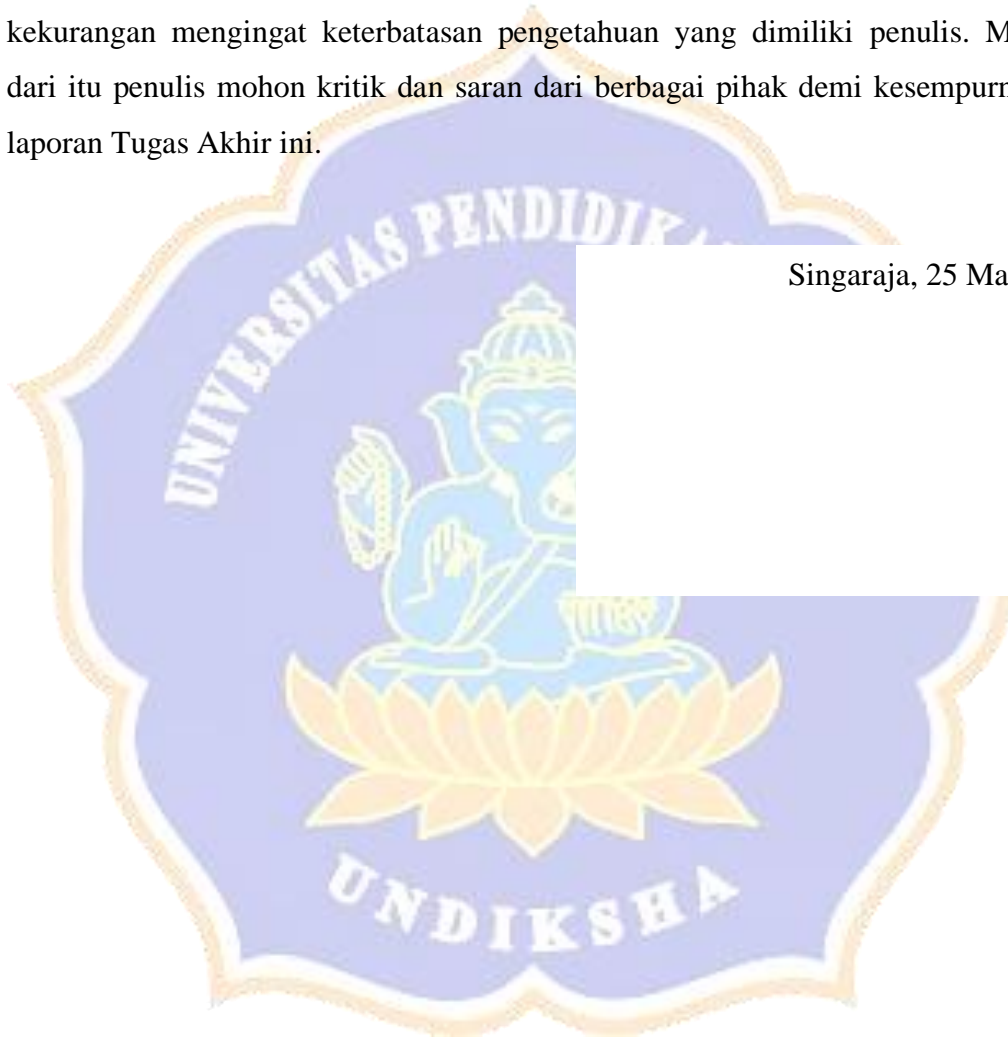 kekurangan mengingat keterbatasan pengetahuan yang dimiliki penulis. M
dari itu penulis mohon kritik dan saran dari berbagai pihak demi kesempurn
laporan Tugas Akhir ini.
UNIVERSITAS PENDIDIKA
Singaraja, 25 Ma
UNDIKSHA